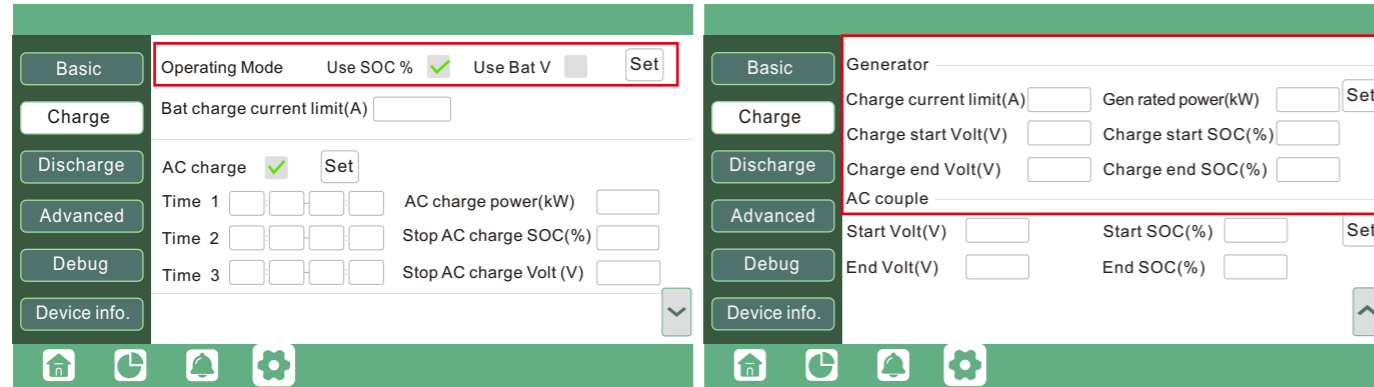 Basic
Charge
Discharge
Advanced
Debug
Device info.
Operating Mode Use SOC % Use Bat V Set
Bat charge current limit(A)
AC charge Set
Time 1 : - : AC charge power(kW)
Time 2 : - : Stop AC charge SOC(%)
Time 3 : - : Stop AC charge Volt (V)
Basic
Charge
Discharge
Advanced
Debug
Device info.
Generator
Charge current limit(A) Gen rated power(kW) Set
Charge start Volt(V) Charge start SOC(%)
Charge end Volt(V) Charge end SOC(%)
AC couple
Start Volt(V) Start SOC(%) Set
End Volt(V) End SOC(%)